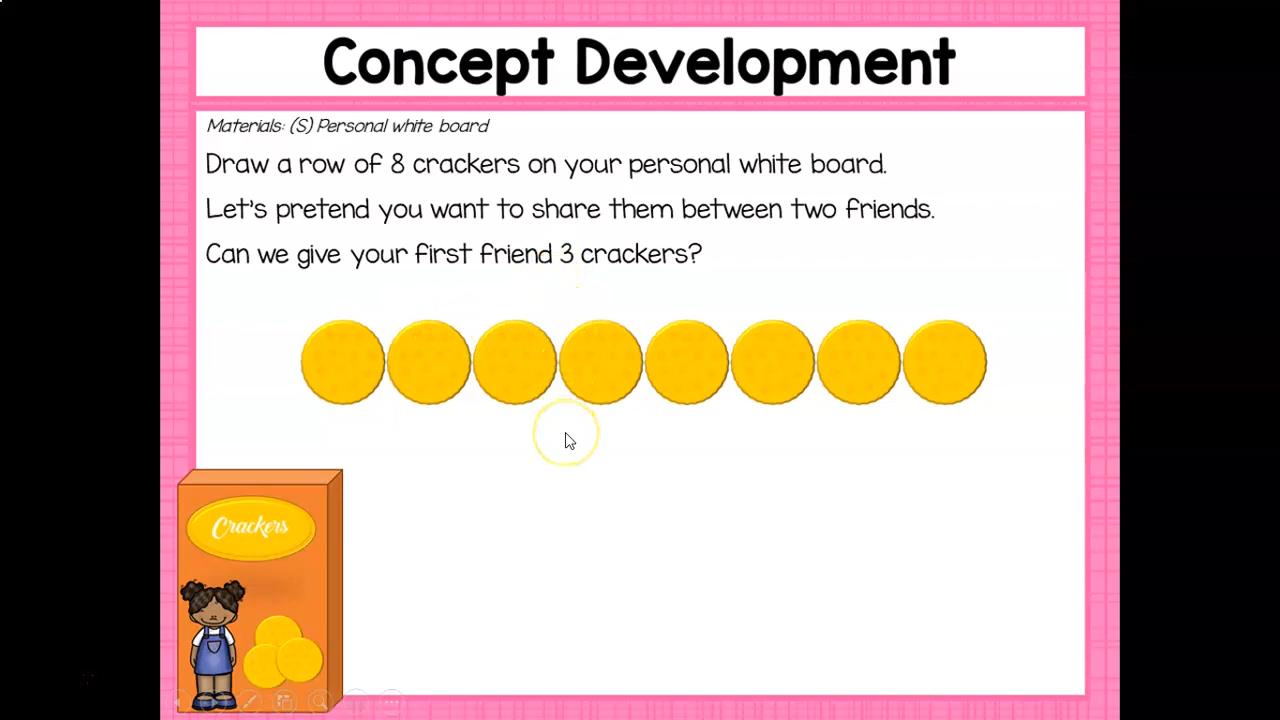 Concept Development
Materials: (S) Personal white board
Draw a row of 8 crackers on your personal white board.
Let's pretend you want to share them between two friends.
Can we give your first friend 3 crackers?
Crackers